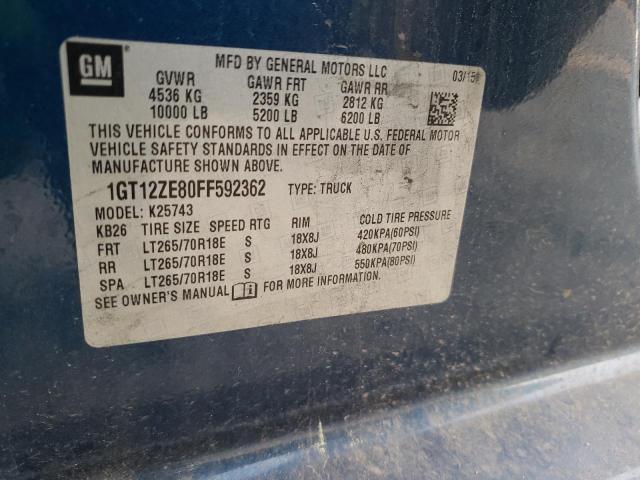 GM
MFD BY GENERAL MOTORS LLC 03/15
GVWR GAWR FRT GAWR RR
4536 KG 2359 KG 2812 KG
10000 LB 5200 LB 6200 LB
THIS VEHICLE CONFORMS TO ALL APPLICABLE U.S. FEDERAL MOTOR
VEHICLE SAFETY STANDARDS IN EFFECT ON THE DATE OF
MANUFACTURE SHOWN ABOVE.
1GT12ZE80FF592362 TYPE: TRUCK
MODEL: K25743
KB26 TIRE SIZE SPEED RTG RIM COLD TIRE PRESSURE
FRT LT265/70R18E S 18X8J 420KPA(60PSI)
RR LT265/70R18E S 18X8J 480KPA(70PSI)
SPA LT265/70R18E S 18X8J 550KPA(80PSI)
SEE OWNER'S MANUAL FOR MORE INFORMATION.